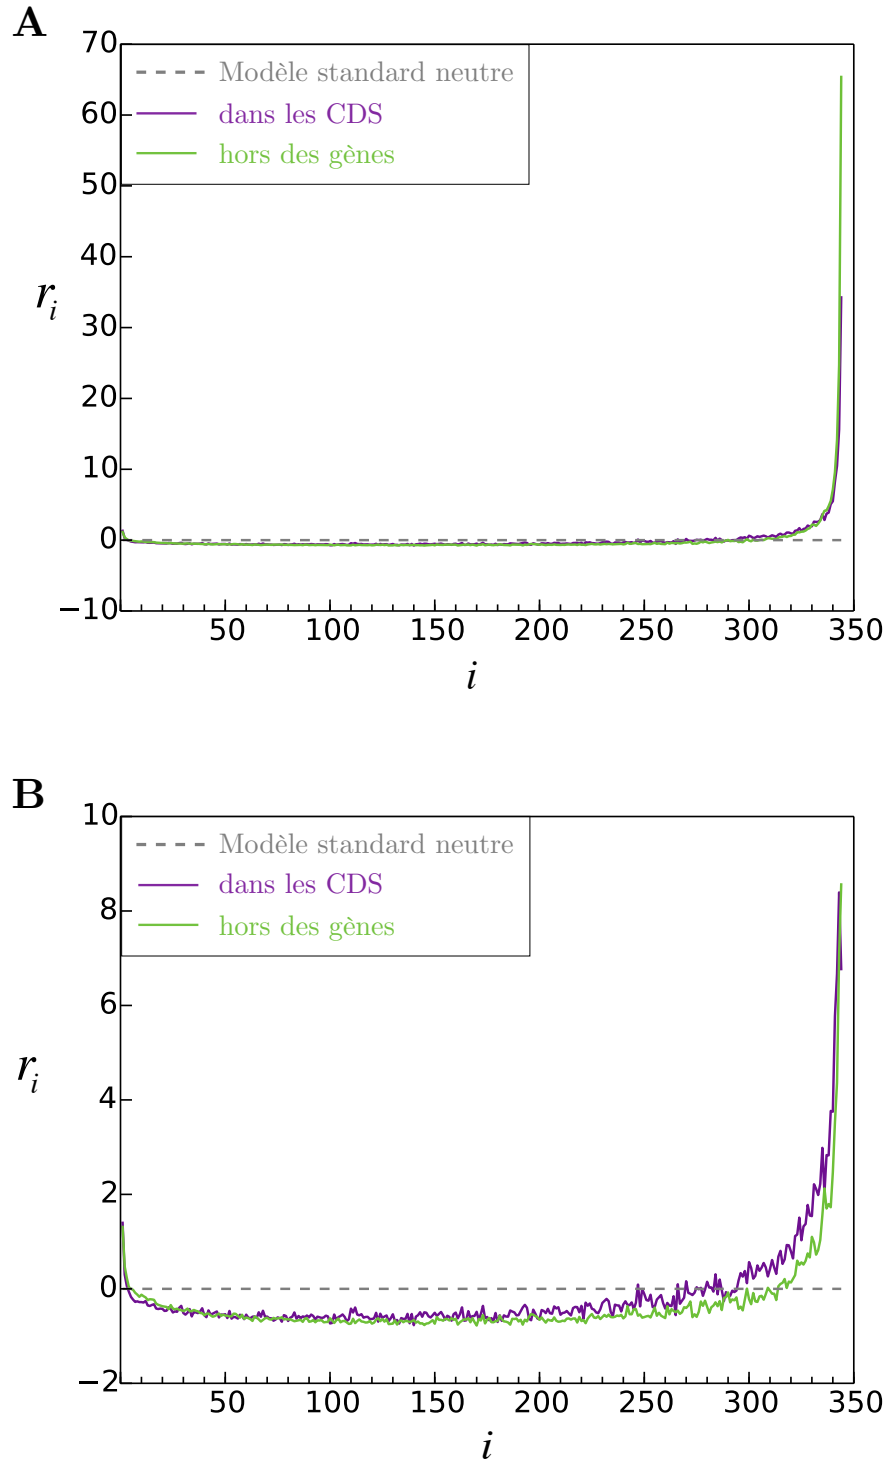 A
70
Modèle standard neutre
60
dans les CDS
hors des gènes
50
40
r_i
30
20
10
0
−10
50 100 150 200 250 300 350
i
B
10
Modèle standard neutre
dans les CDS
8
hors des gènes
6
r_i
4
2
0
−2
50 100 150 200 250 300 350
i